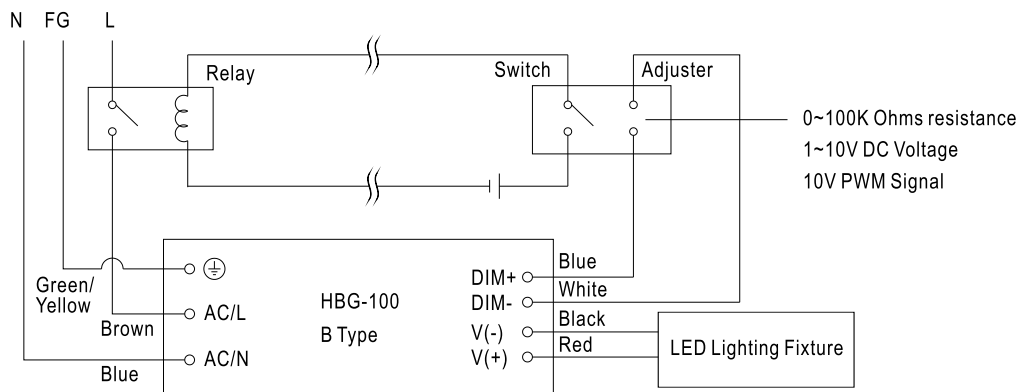 N FG L
Relay
Switch
Adjuster
0~100K Ohms resistance
1~10V DC Voltage
10V PWM Signal
Green/
Yellow
Brown
Blue
AC/L
AC/N
HBG-100
B Type
DIM+
DIM-
V(-)
V(+)
Blue
White
Black
Red
LED Lighting Fixture